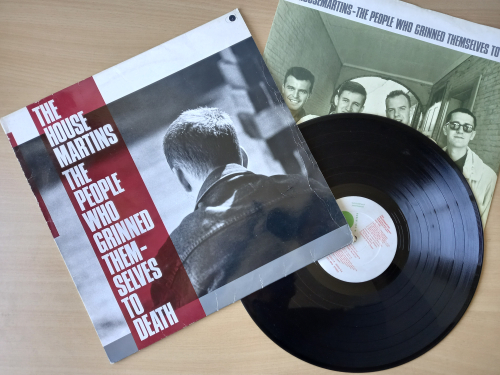 THE
HOUSE
MARTINS
THE
PEOPLE
WHO
GRINNED
THEM-
SELVES
TO
DEATH
HOUSEMARTINS-THE PEOPLE WHO GRINNED THEMSELVES TO